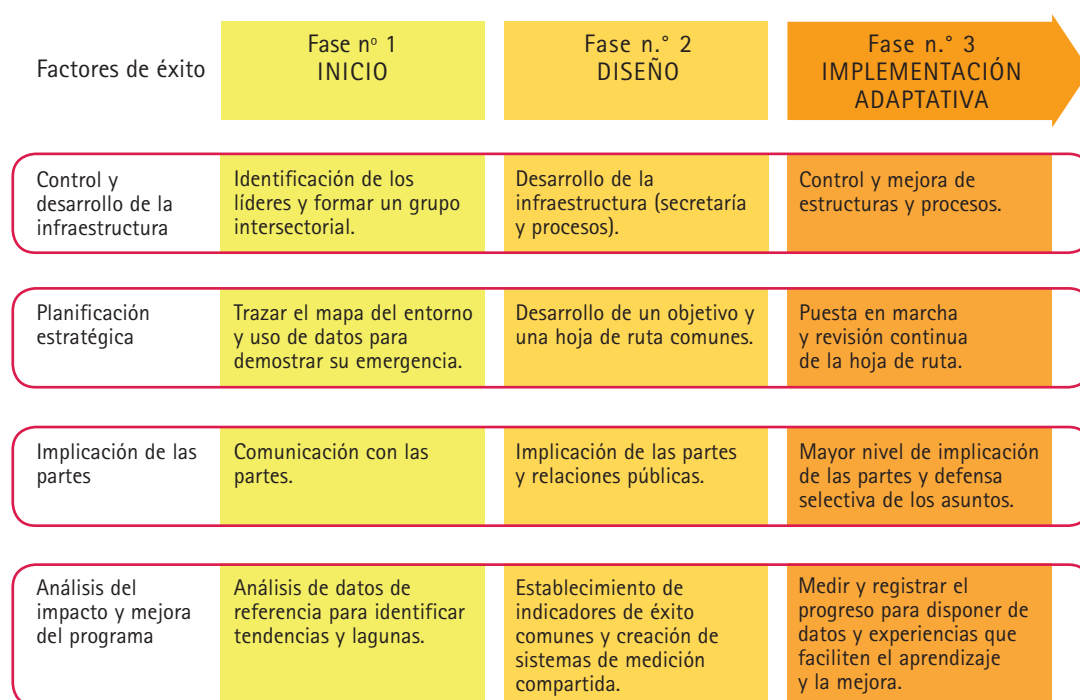 Factores de éxito
Fase nº 1
INICIO
Fase n.° 2
DISEÑO
Fase n.° 3
IMPLEMENTACIÓN
ADAPTATIVA
Control y
desarrollo de la
infraestructura
Identificación de los
líderes y formar un grupo
intersectorial.
Desarrollo de la
infraestructura (secretaría
y procesos).
Control y mejora de
estructuras y procesos.
Planificación
estratégica
Trazar el mapa del entorno
y uso de datos para
demostrar su emergencia.
Desarrollo de un objetivo y
una hoja de ruta comunes.
Puesta en marcha
y revisión continua
de la hoja de ruta.
Implicación de las
partes
Comunicación con las
partes.
Implicación de las partes
y relaciones públicas.
Mayor nivel de implicación
de las partes y defensa
selectiva de los asuntos.
Análisis del
impacto y mejora
del programa
Análisis de datos de
referencia para identificar
tendencias y lagunas.
Establecimiento de
indicadores de éxito
comunes y creación de
sistemas de medición
compartida.
Medir y registrar el
progreso para disponer de
datos y experiencias que
faciliten el aprendizaje
y la mejora.